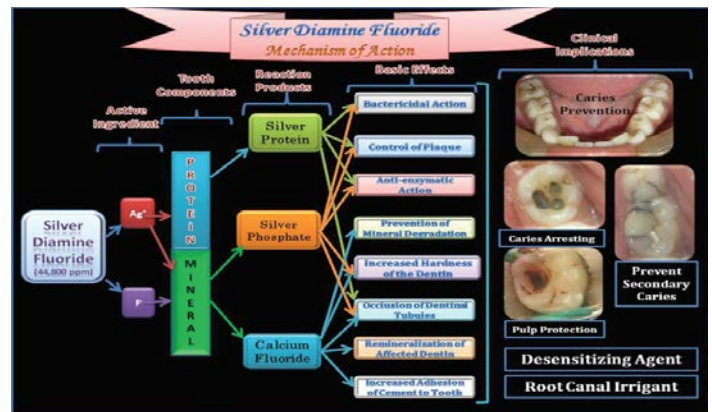 Silver Diamine Fluoride
Mechanism of Action
Active
Ingredient
Tooth
Components
Reaction
Products
Basic Effects
Clinical
Implications
Silver
Diamine
Fluoride
(44,800 ppm)
Ag+
F-
PROTEIN
MINERAL
Silver
Protein
Silver
Phosphate
Calcium
Fluoride
Bactericidal Action
Control of Plaque
Anti-enzymatic
Action
Prevention of
Mineral Degradation
Increased Hardness
of the Dentin
Occlusion of Dentinal
Tubules
Remineralization of
Affected Dentin
Increased Adhesion
of Cement to Tooth
Caries
Prevention
Caries Arresting
Prevent
Secondary
Caries
Pulp Protection
Desensitizing Agent
Root Canal Irrigant